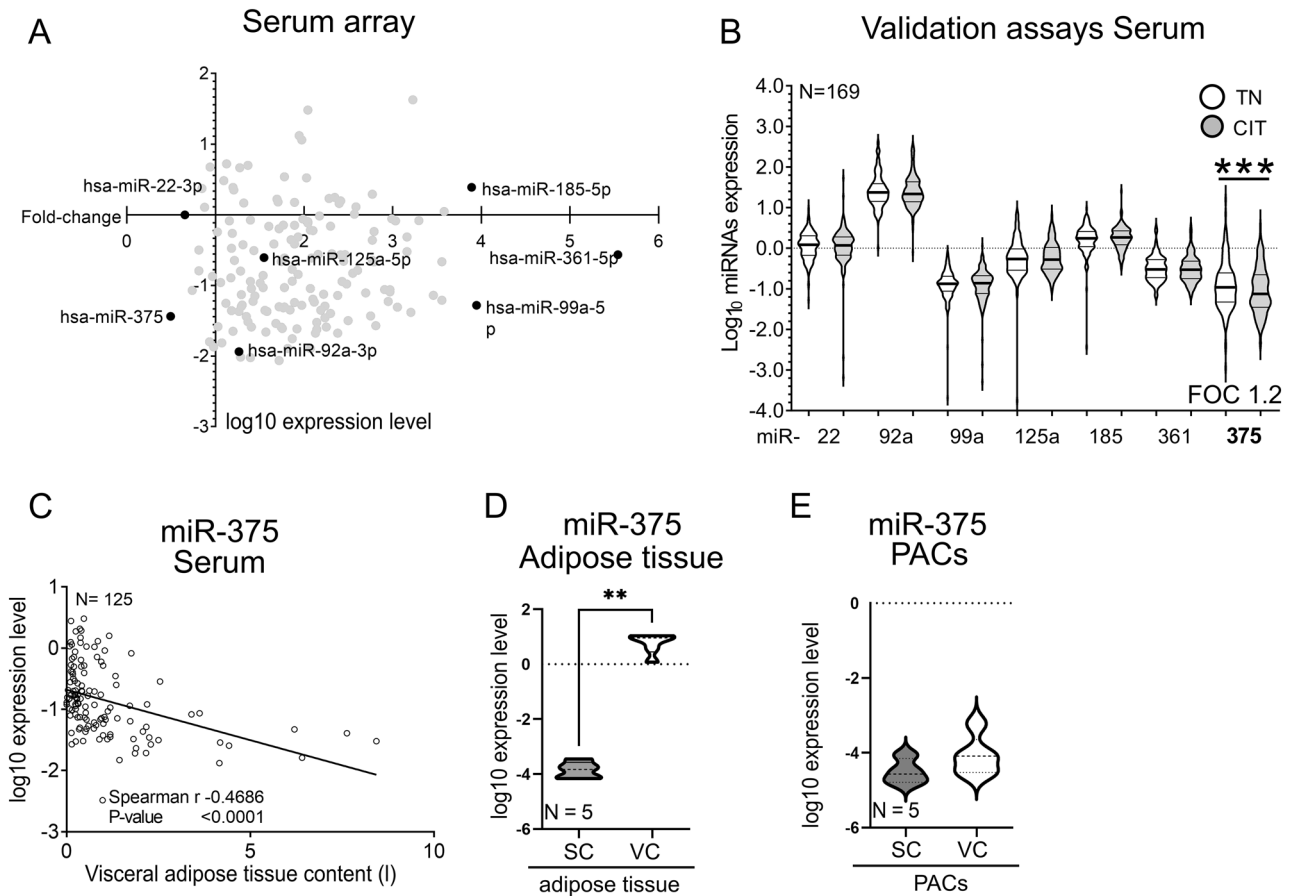 A
Serum array
2
1
hsa-miR-22-3p
hsa-miR-185-5p
Fold-change
0 2 3 4 5 6
hsa-miR-125a-5p
hsa-miR-361-5p
-1
hsa-miR-375
hsa-miR-99a-5
p
hsa-miR-92a-3p
-2
-3
log10 expression level
B
Validation assays Serum
N=169
TN
CIT
***
Log10 miRNAs expression
4.0
3.0
2.0
1.0
0.0
-1.0
-2.0
-3.0
-4.0
FOC 1.2
miR- 22 92a 99a 125a 185 361 375
C
miR-375
Serum
N= 125
log10 expression level
1
0
-1
-2
-3
Spearman r -0.4686
P-value <0.0001
0 5 10
Visceral adipose tissue content (l)
D
miR-375
Adipose tissue
**
log10 expression level
2
0
-2
-4
-6
N = 5
SC VC
adipose tissue
E
miR-375
PACs
log10 expression level
0
-2
-4
-6
N = 5
SC VC
PACs